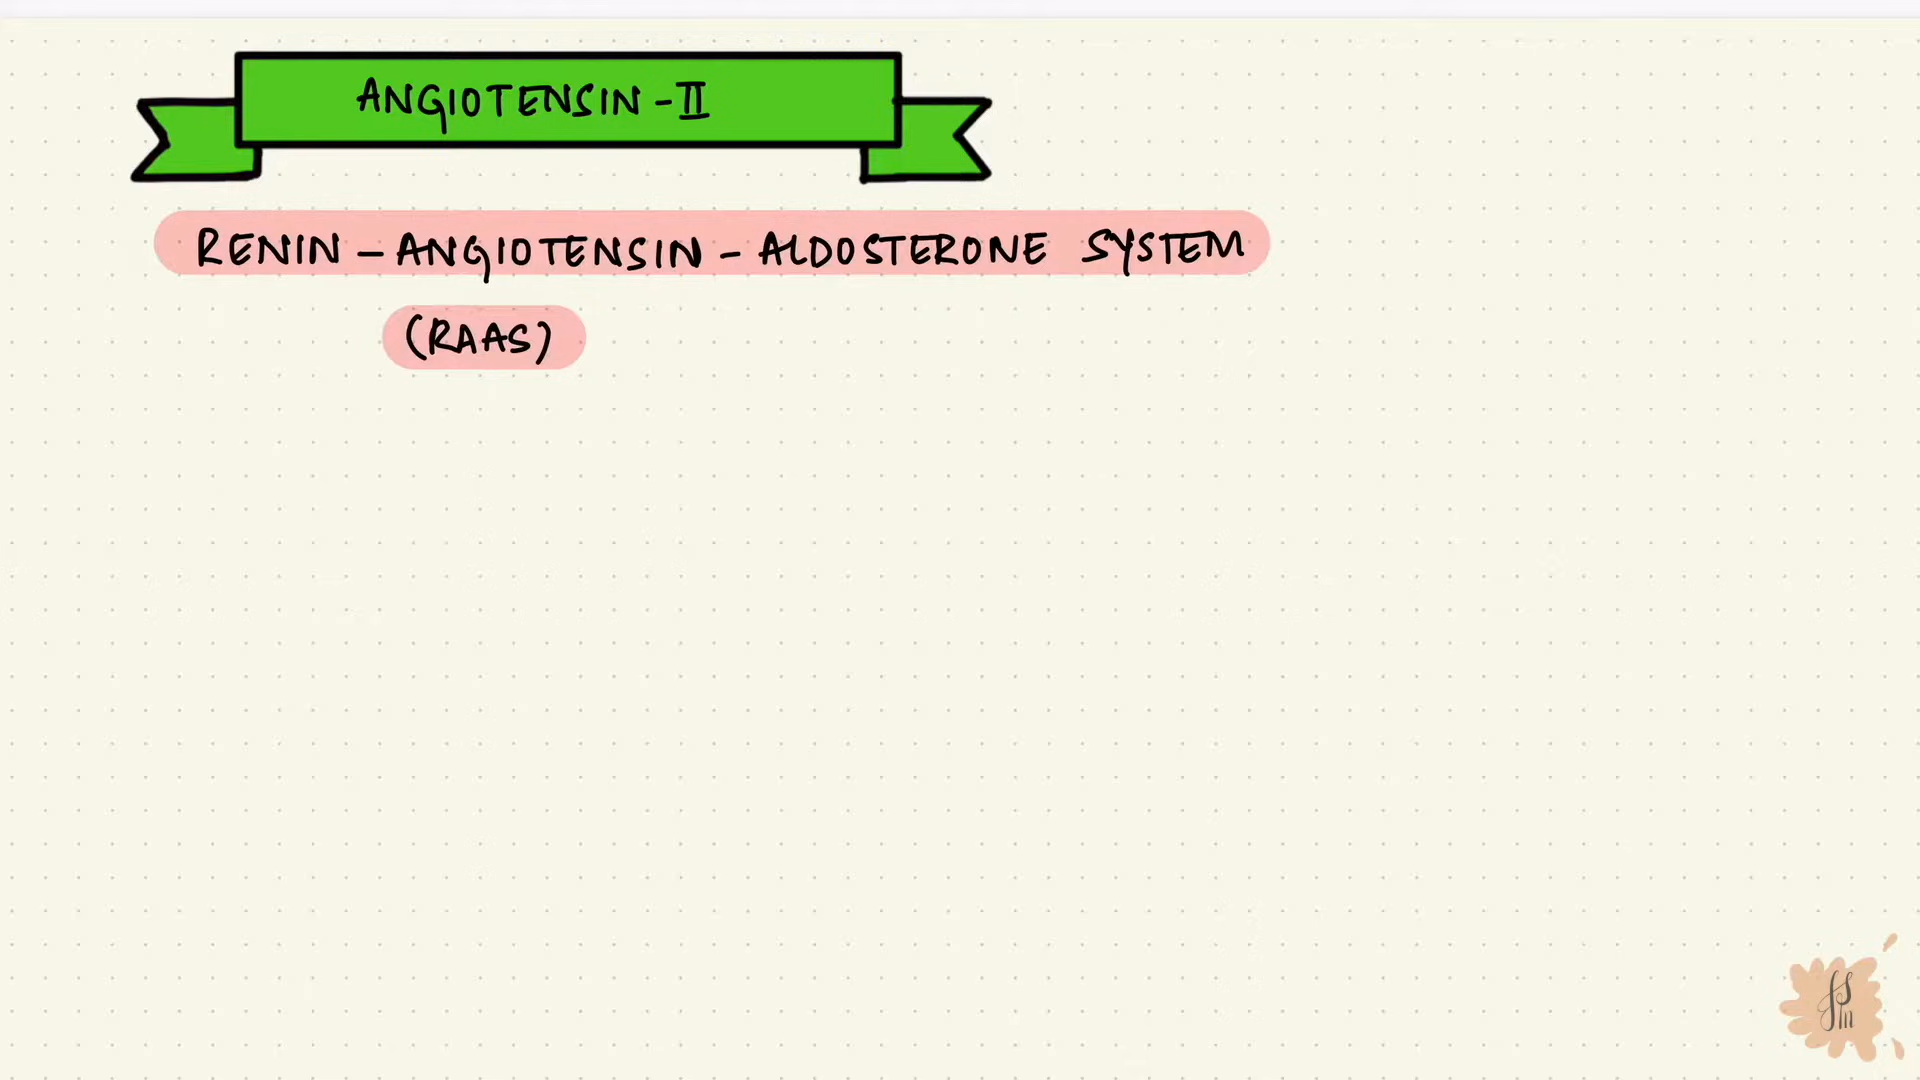 ANGIOTENSIN - II
RENIN - ANGIOTENSIN - ALDOSTERONE SYSTEM
(RAAS)